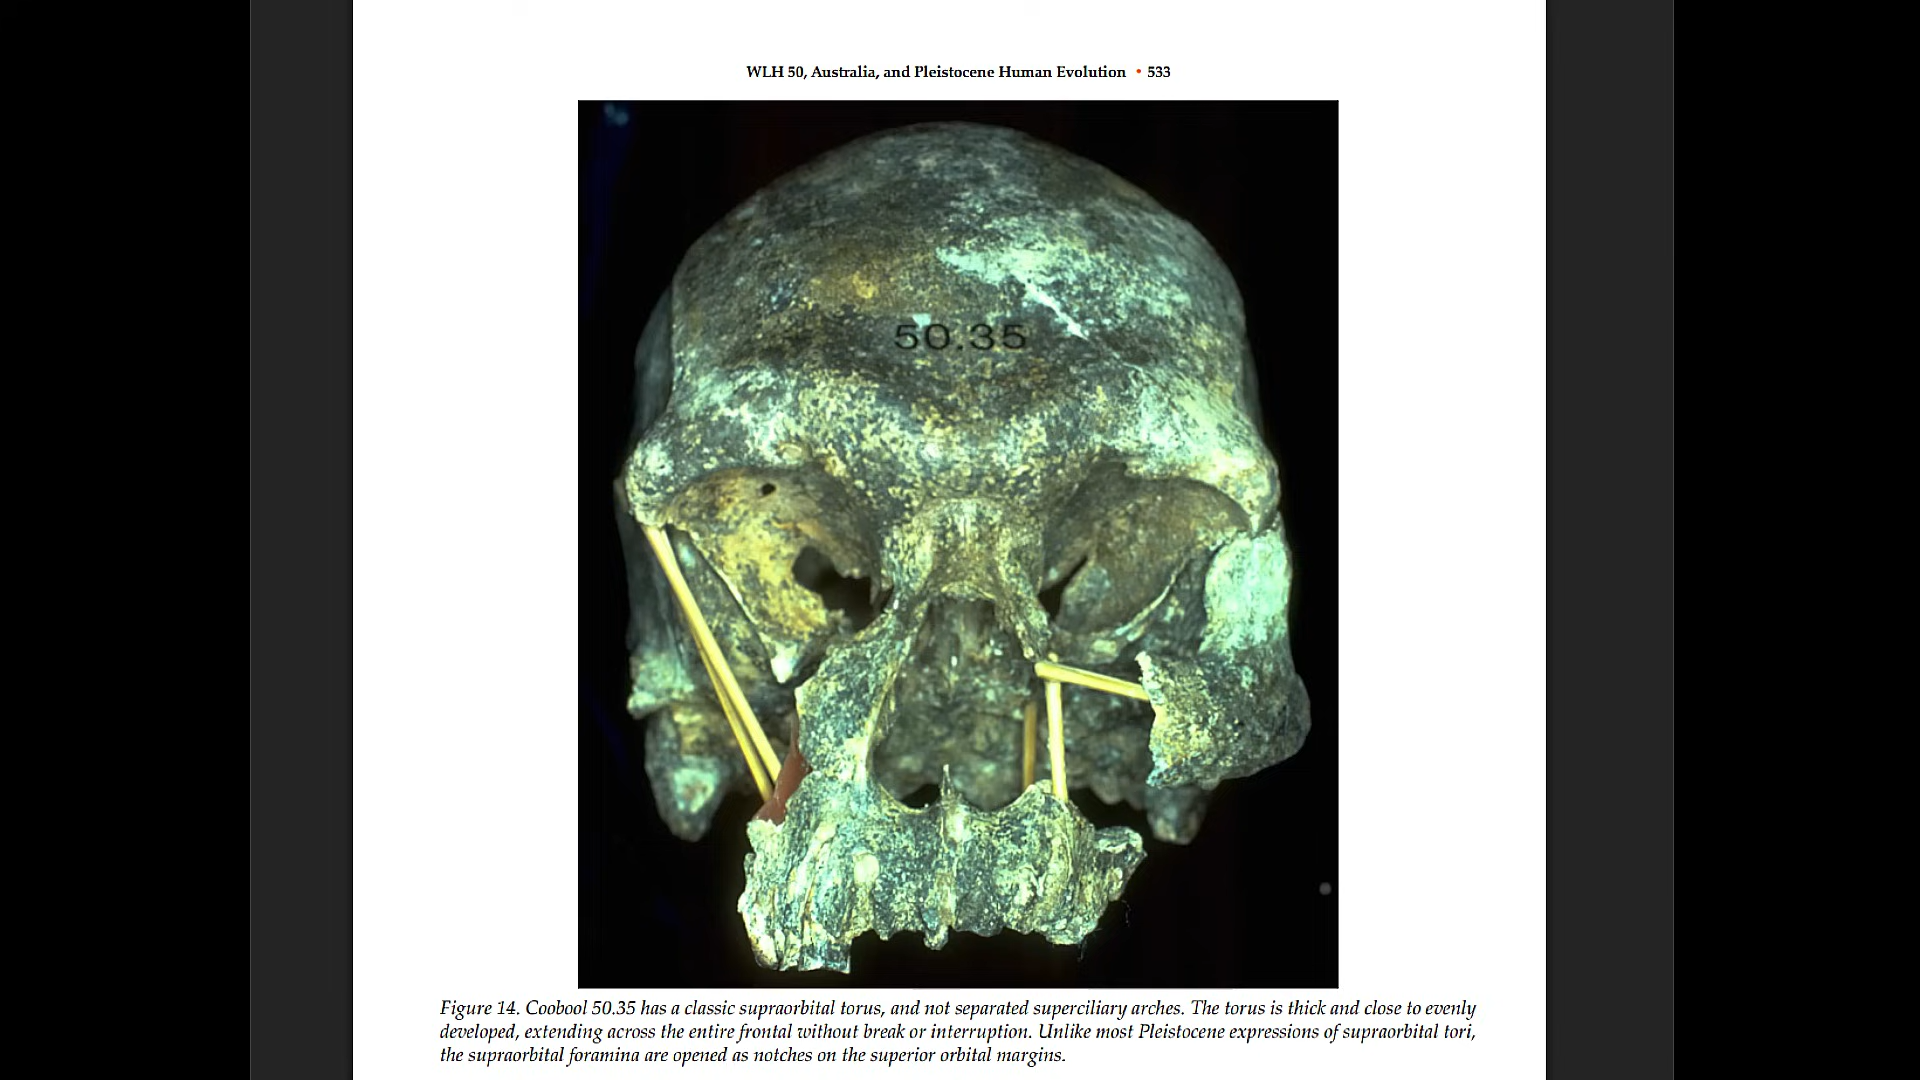 WLH 50, Australia, and Pleistocene Human Evolution • 533
50.35
Figure 14. Coobool 50.35 has a classic supraorbital torus, and not separated superciliary arches. The torus is thick and close to evenly
developed, extending across the entire frontal without break or interruption. Unlike most Pleistocene expressions of supraorbital tori,
the supraorbital foramina are opened as notches on the superior orbital margins.